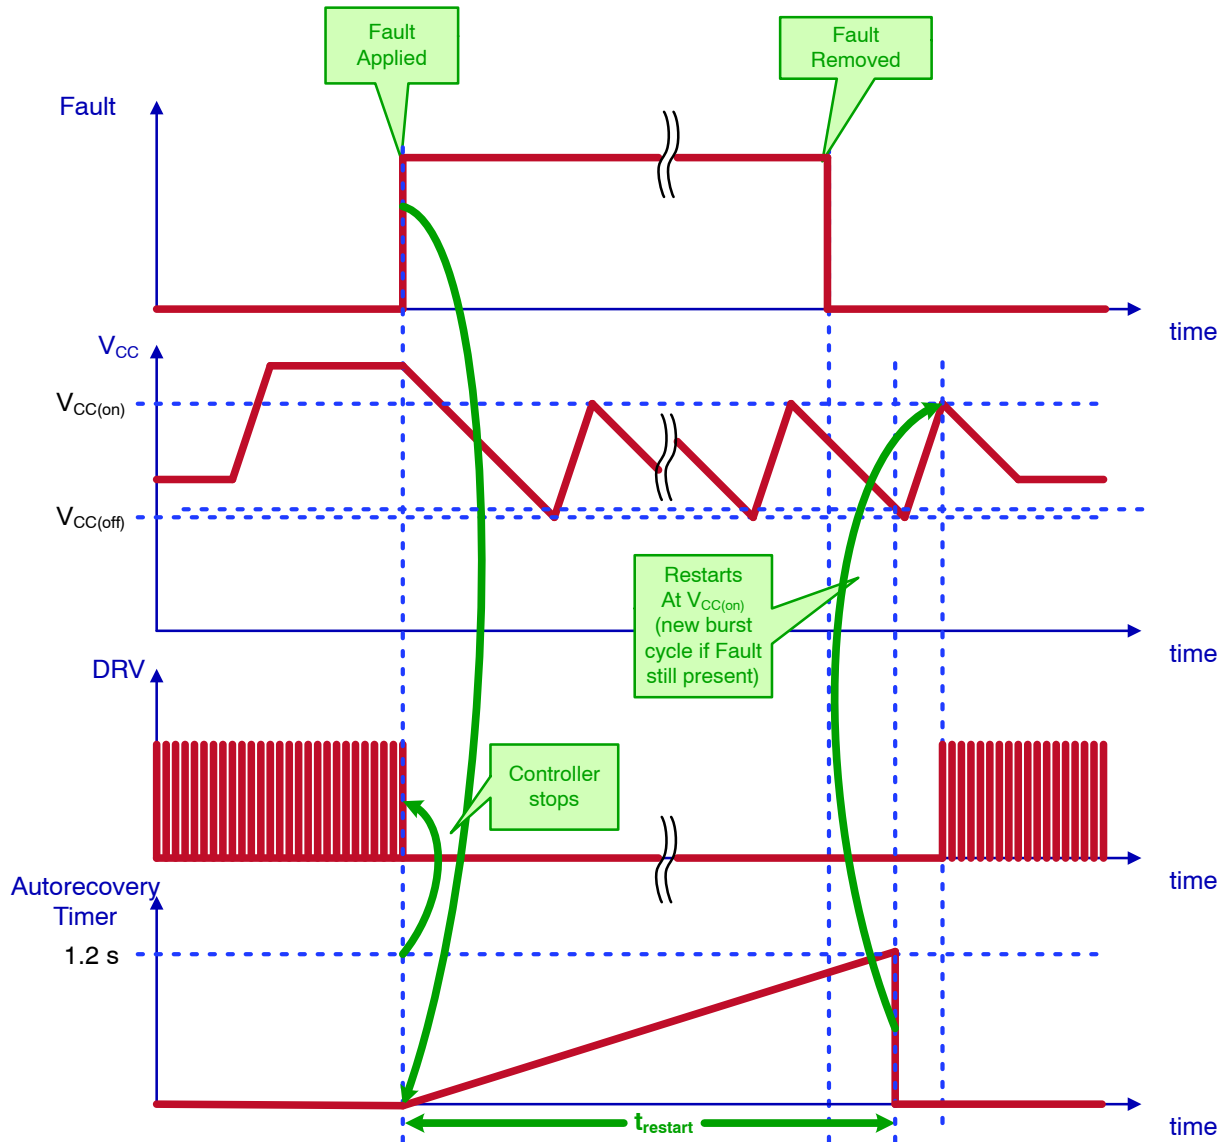 Fault
Applied
Fault
Removed
Fault
time
VCC
VCC(on)
VCC(off)
Restarts
At VCC(on)
(new burst
cycle if Fault
still present)
time
DRV
Controller
stops
time
Autorecovery
Timer
1.2 s
trestart
time